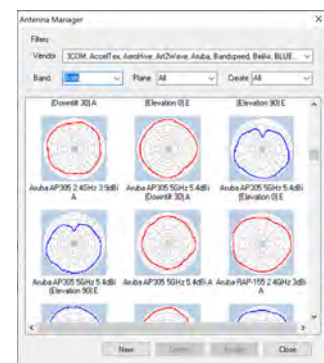 Antenna Manager
Filters
Vendor 3COM, AccelTex, AeroHive, Art2Wave, Aruba, Bandspeed, Belkin, BLUE...
Band Both Plane All Create All
(Downtilt 30) A (Elevation 0) E (Elevation 90) E
Aruba AP305 2.4GHz 3.9dBi A
Aruba AP305 5GHz 5.4dBi (Downtilt 30) A
Aruba AP305 5GHz 5.4dBi (Elevation 0) E
Aruba AP305 5GHz 5.4dBi (Elevation 90) E
Aruba AP305 5GHz 5.4dBi A
Aruba RAP-155 2.4GHz 3dBi A
New Close